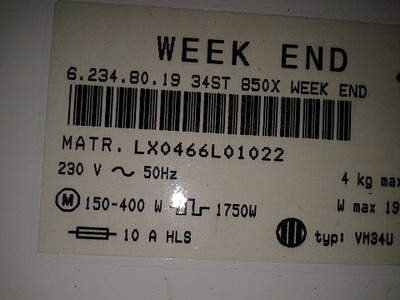 WEEK END
6.234.80.19 34ST 850X WEEK END
MATR. LX0466L01022
230 V ~ 50Hz
4 kg max
M 150-400 W 1750W
W max 19
10 A HLS
typ: VM34U